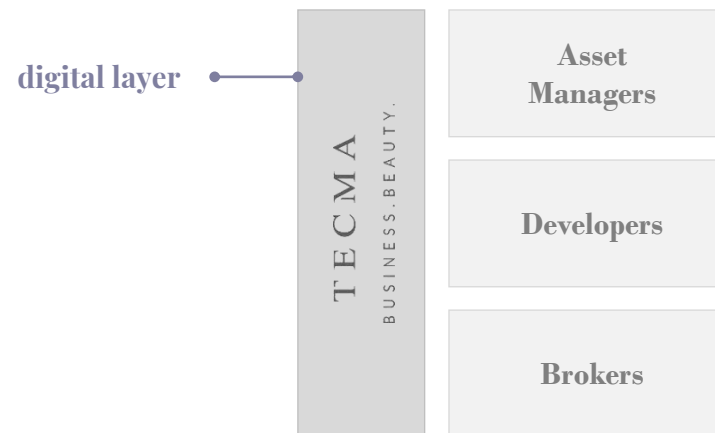 digital layer
TECMA
BUSINESS.BEAUTY.
Asset
Managers
Developers
Brokers